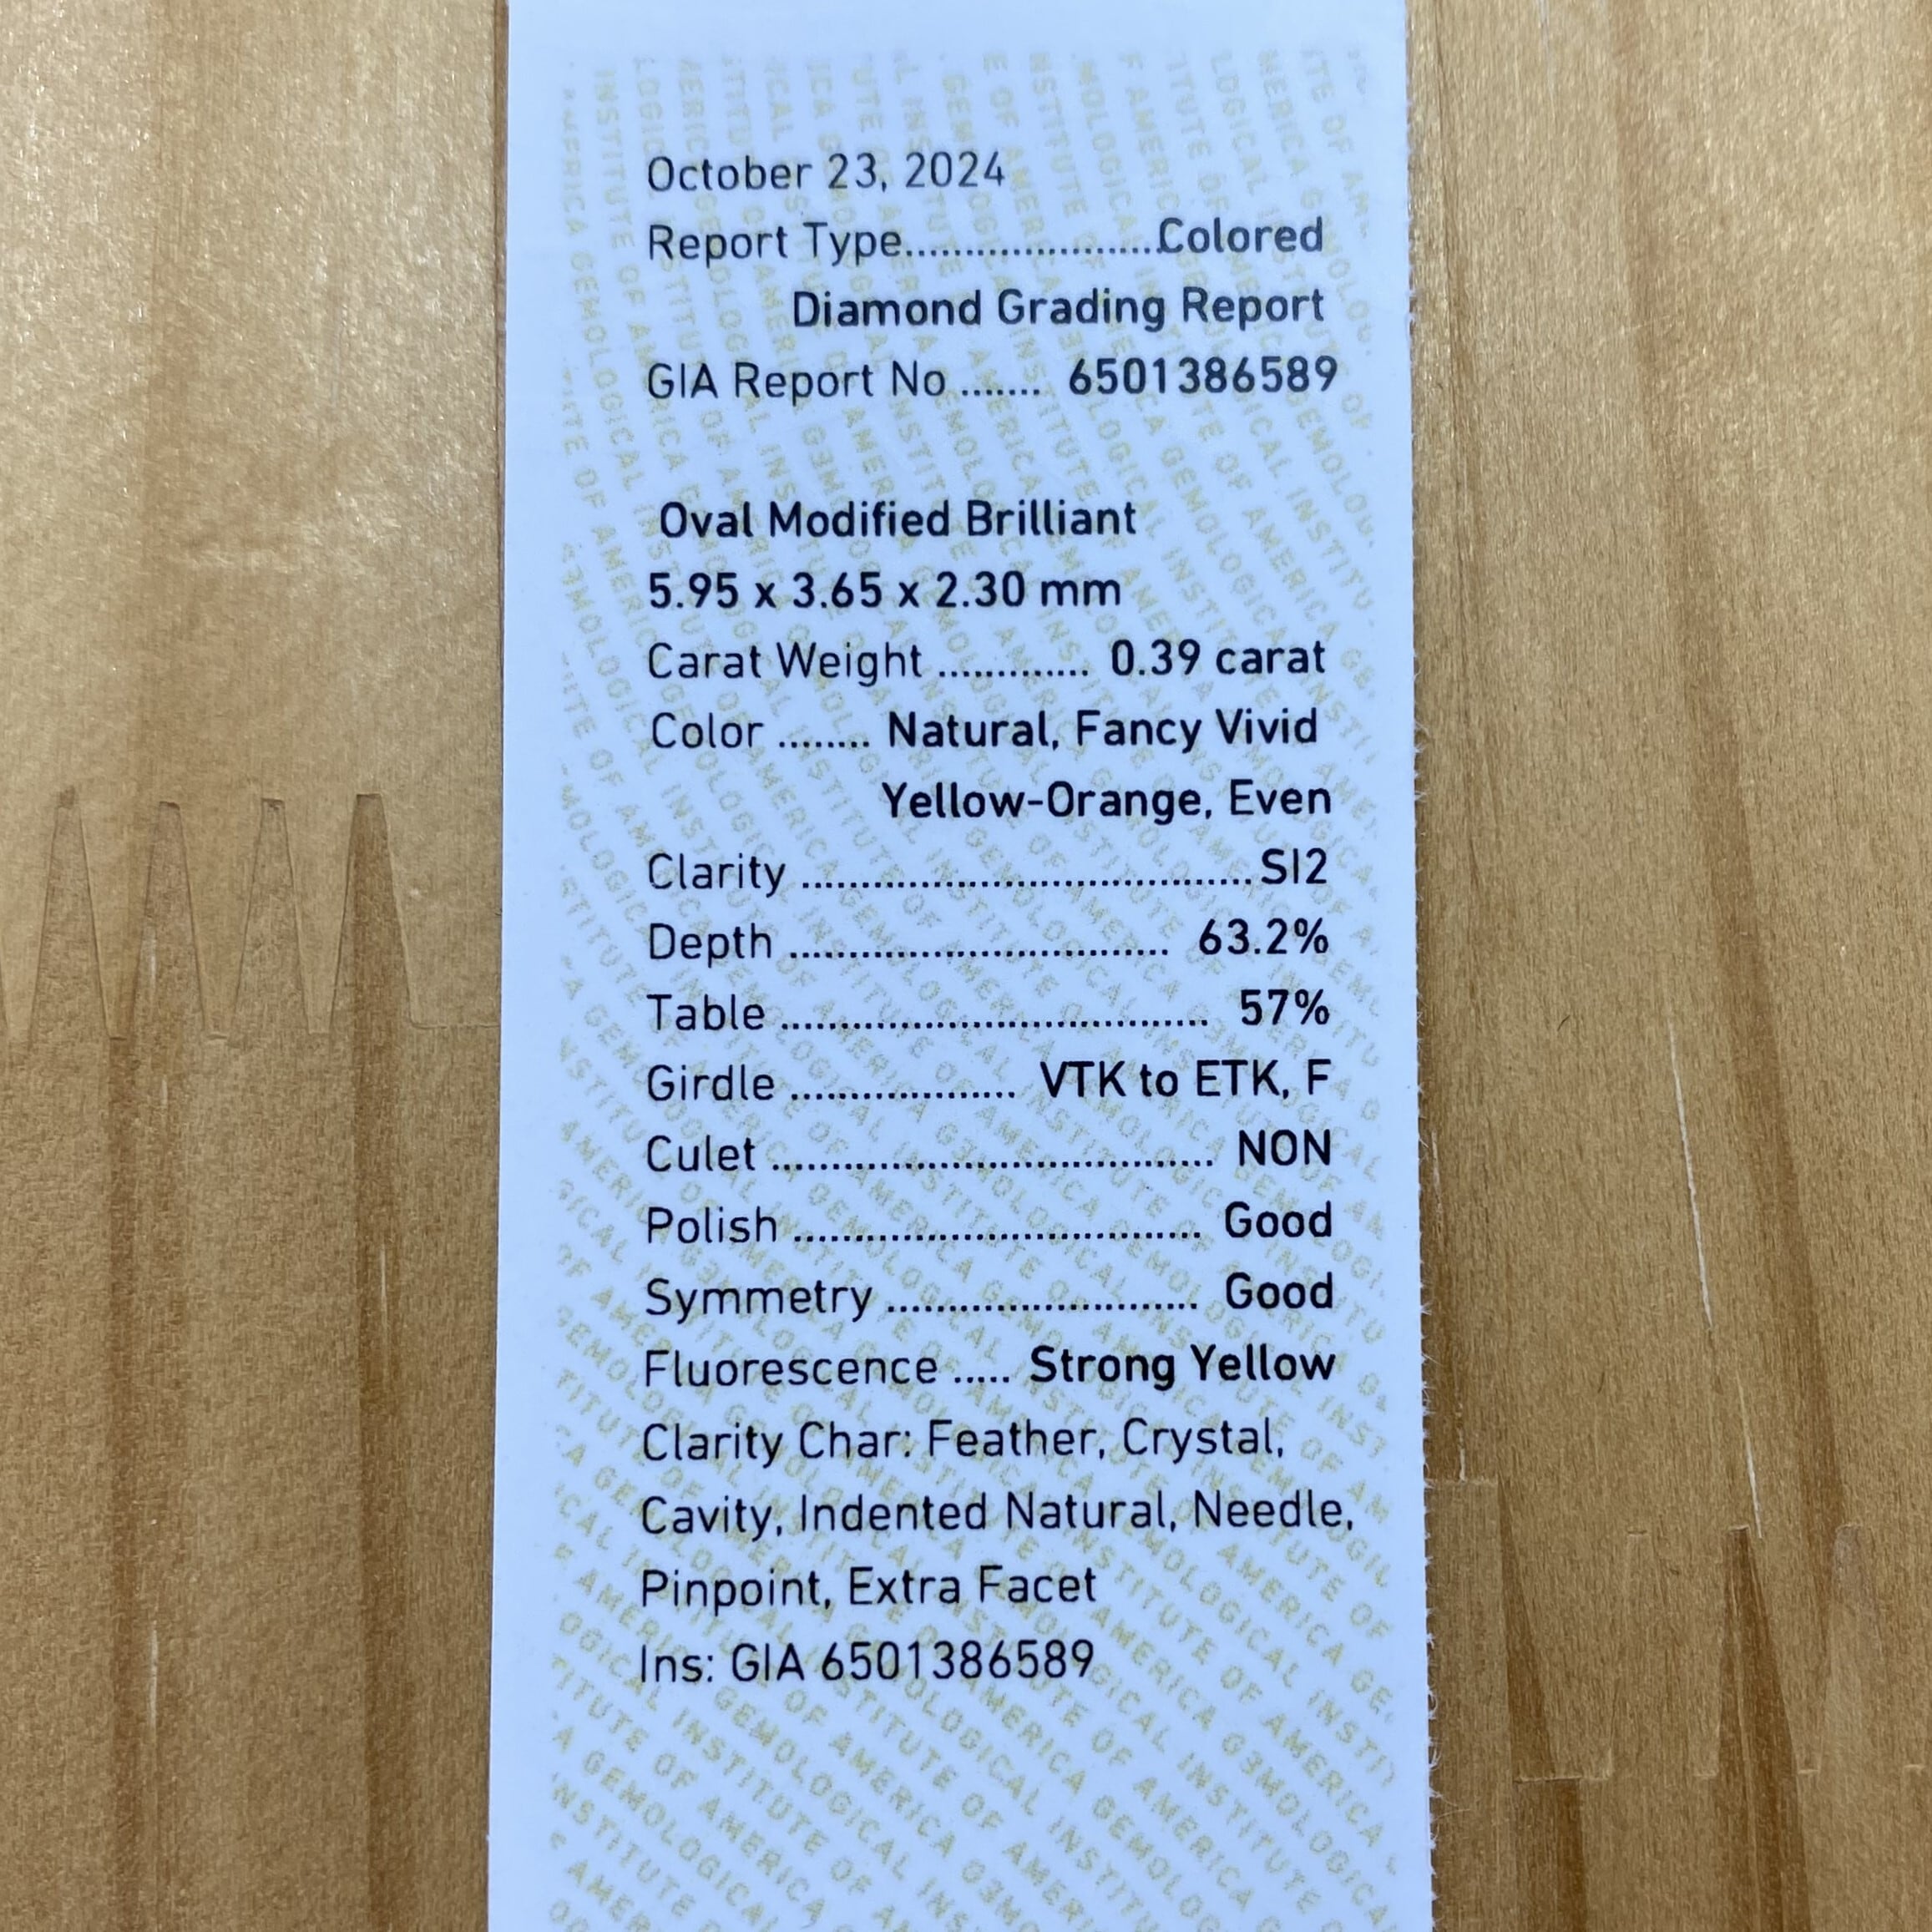 October 23, 2024
Report Type......................Colored
Diamond Grading Report
GIA Report No ....... 6501386589
Oval Modified Brilliant
5.95 x 3.65 x 2.30 mm
Carat Weight ............. 0.39 carat
Color ........ Natural, Fancy Vivid
Yellow-Orange, Even
Clarity ..........................................SI2
Depth ................................... 63.2%
Table ....................................... 57%
Girdle ..................... VTK to ETK, F
Culet ......................................... NON
Polish ...................................... Good
Symmetry ............................. Good
Fluorescence ..... Strong Yellow
Clarity Char: Feather, Crystal,
Cavity, Indented Natural, Needle,
Pinpoint, Extra Facet
Ins: GIA 6501386589